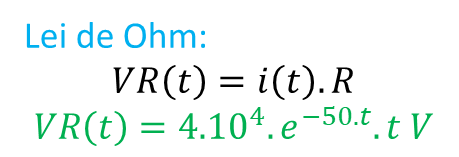 Lei de Ohm:
VR(t) = i(t).R
VR(t) = 4.10⁴.e⁻⁵⁰·ᵗ.t V